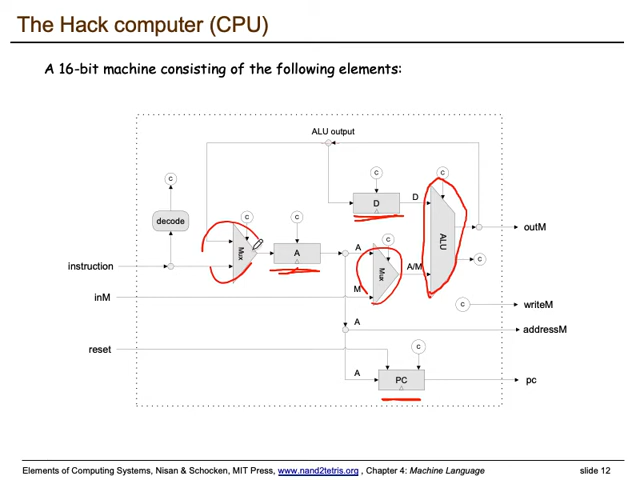 The Hack computer (CPU)
A 16-bit machine consisting of the following elements:
ALU output
c
c
c
D
D
decode
c
c
outM
Mux
A
A
c
Mux
A/M
ALU
c
instruction
inM
M
c
writeM
A
addressM
reset
c
A
PC
pc
Elements of Computing Systems, Nisan & Schocken, MIT Press, www.nand2tetris.org , Chapter 4: Machine Language
slide 12